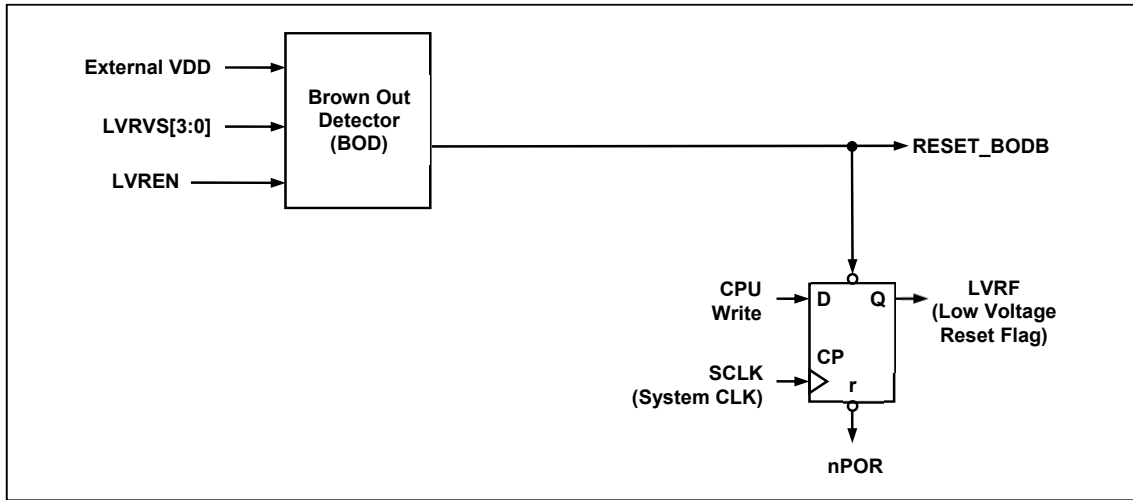 External VDD
LVRVS[3:0]
LVREN
Brown Out
Detector
(BOD)
RESET_BODB
CPU
Write
D
Q
LVRF
(Low Voltage
Reset Flag)
CP
SCLK
(System CLK)
r
nPOR